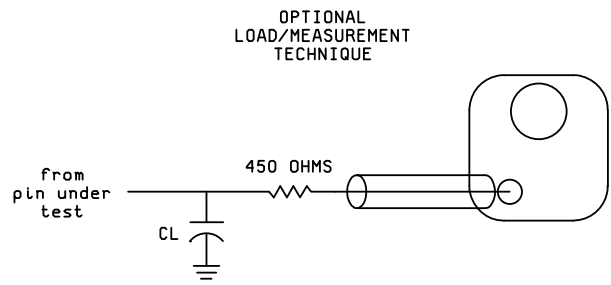 OPTIONAL
LOAD/MEASUREMENT
TECHNIQUE
450 OHMS
from
pin under
test
CL